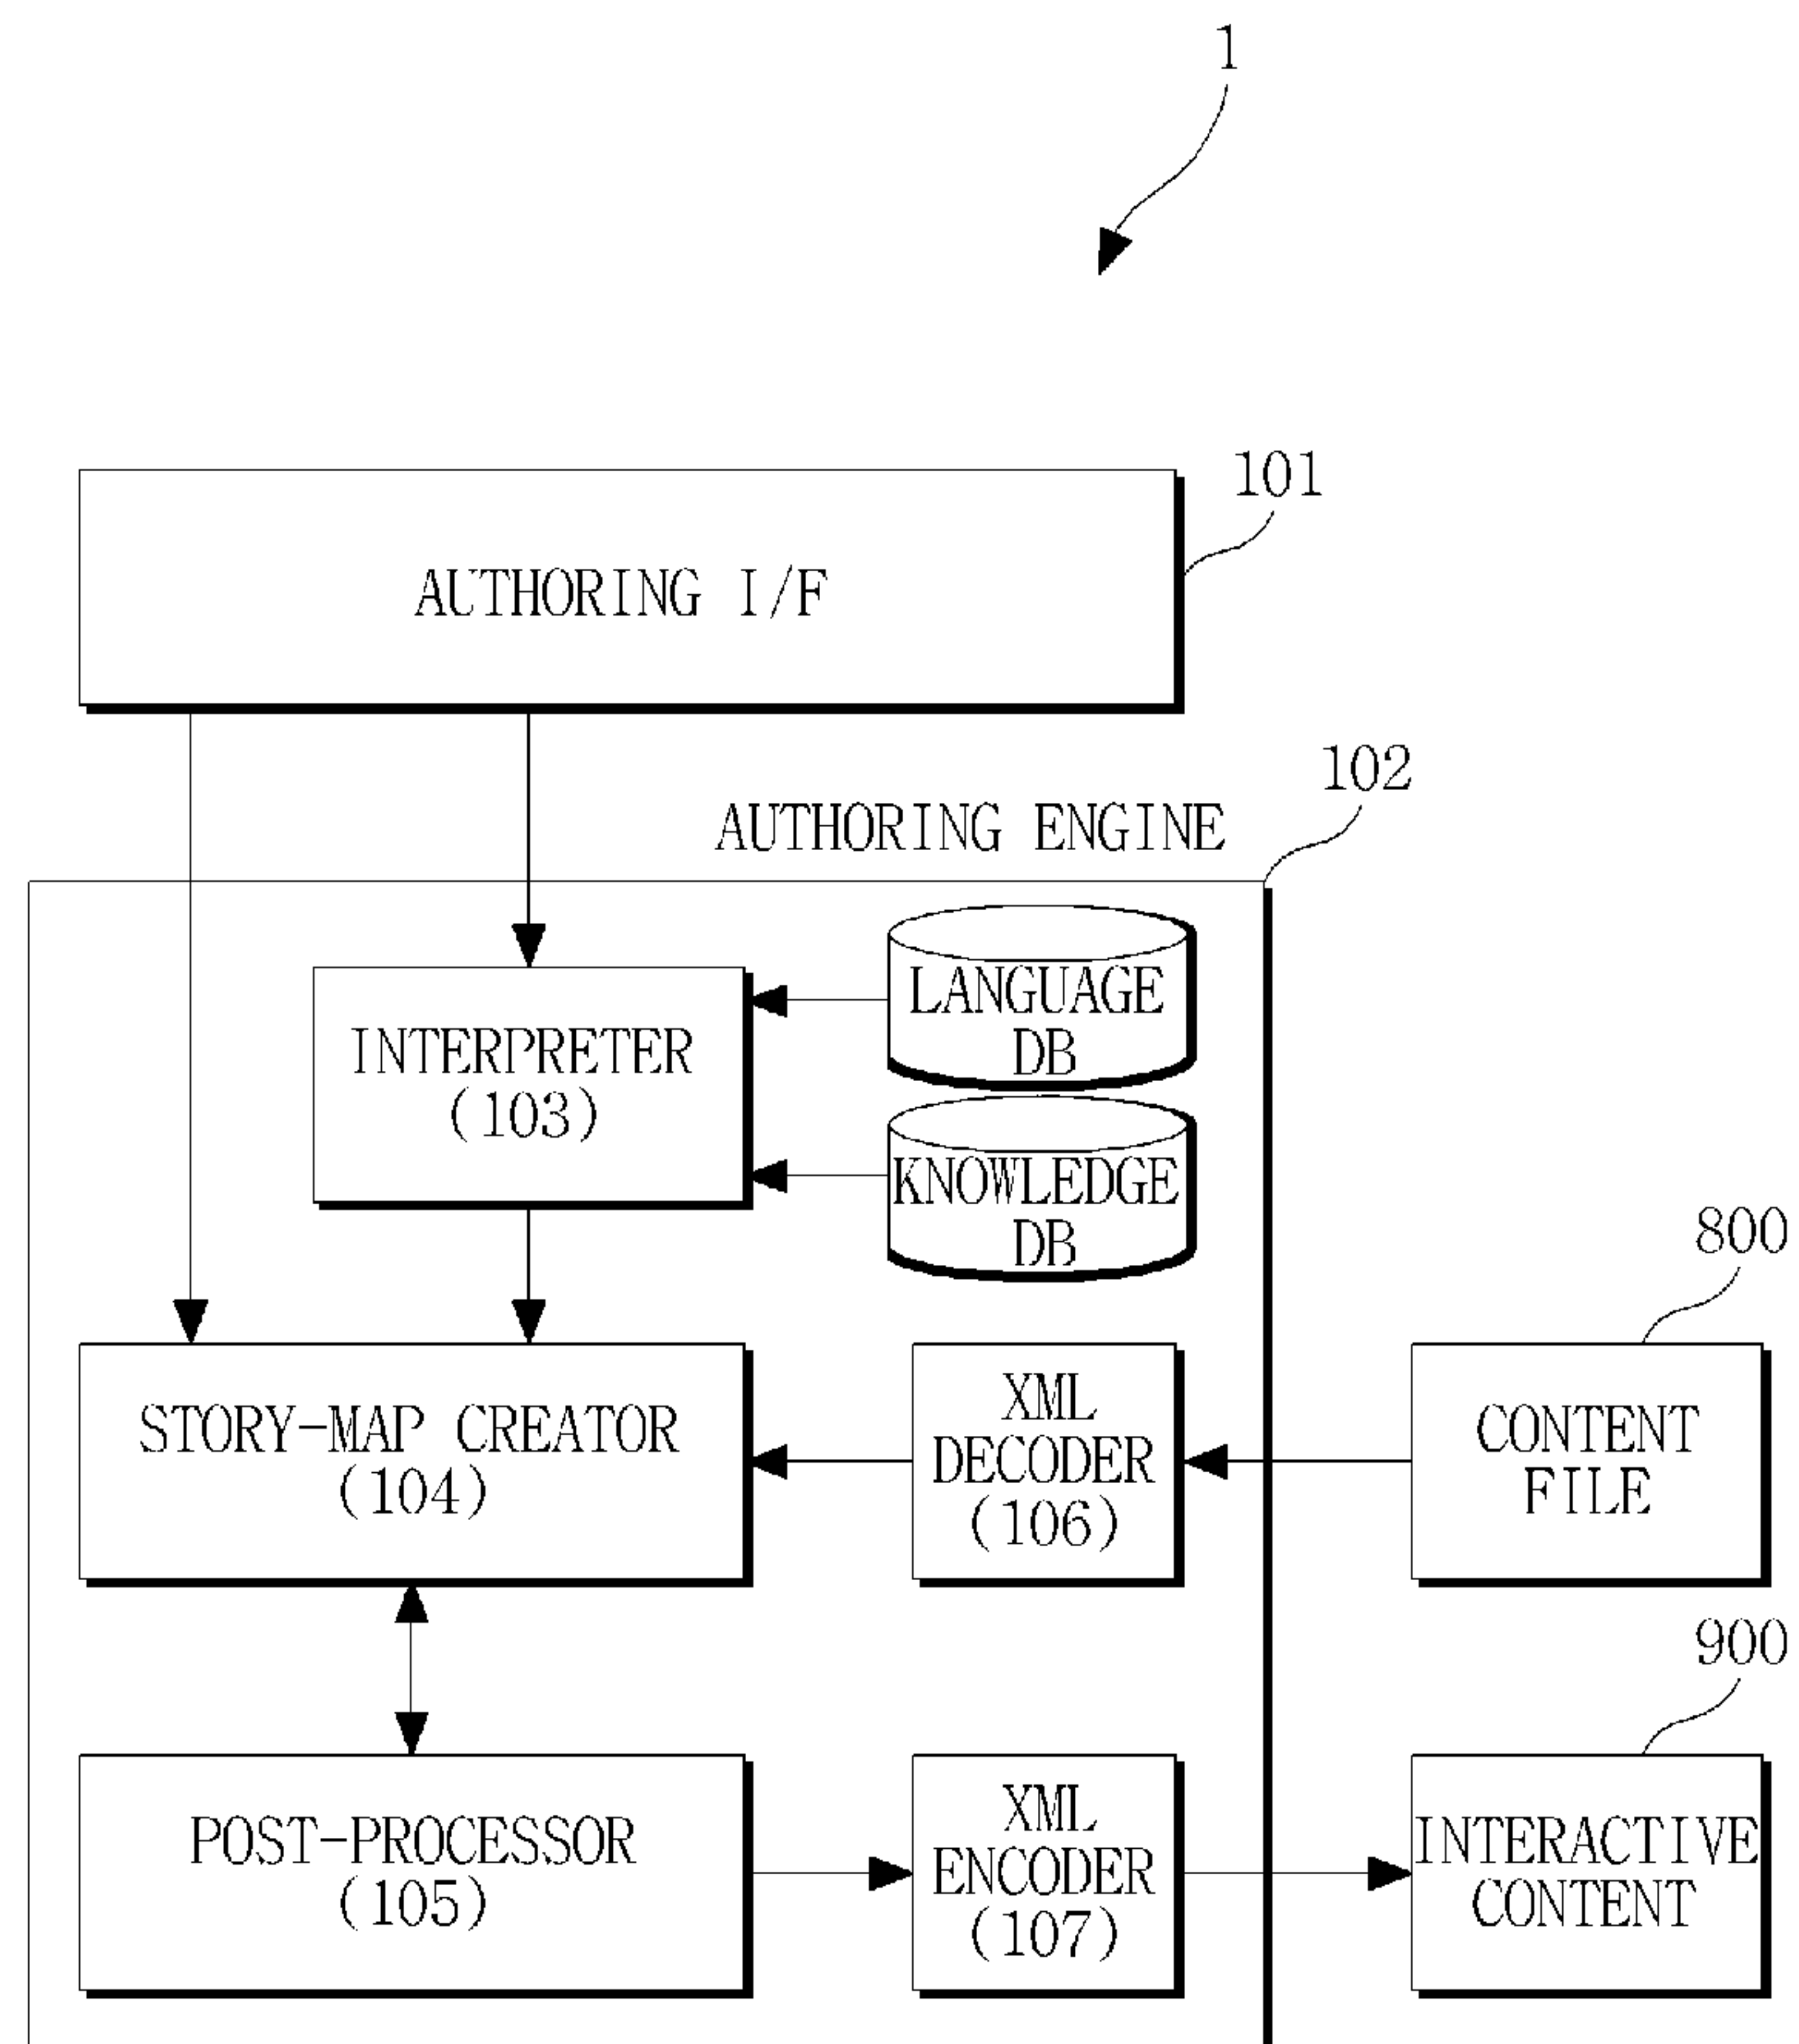 1
101
AUTHORING I/F
102
AUTHORING ENGINE
LANGUAGE
DB
INTERPRETER
(103)
KNOWLEDGE
DB
800
STORY-MAP CREATOR
(104)
XML
DECODER
(106)
CONTENT
FILE
900
POST-PROCESSOR
(105)
XML
ENCODER
(107)
INTERACTIVE
CONTENT